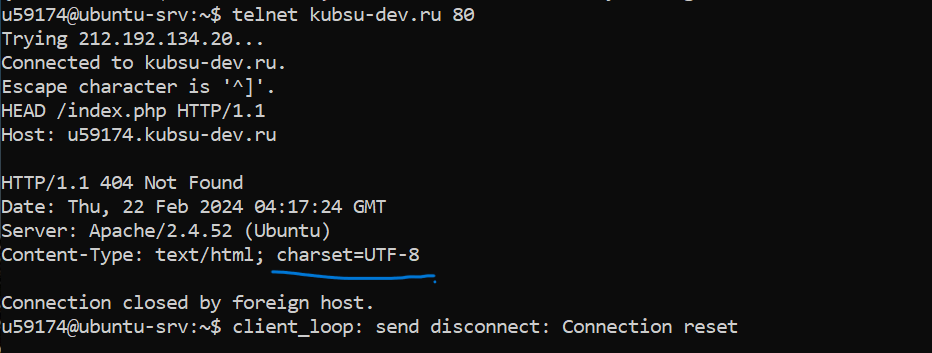 u59174@ubuntu-srv:~$ telnet kubsu-dev.ru 80
Trying 212.192.134.20...
Connected to kubsu-dev.ru.
Escape character is '^]'.
HEAD /index.php HTTP/1.1
Host: u59174.kubsu-dev.ru
HTTP/1.1 404 Not Found
Date: Thu, 22 Feb 2024 04:17:24 GMT
Server: Apache/2.4.52 (Ubuntu)
Content-Type: text/html; charset=UTF-8
Connection closed by foreign host.
u59174@ubuntu-srv:~$ client_loop: send disconnect: Connection reset